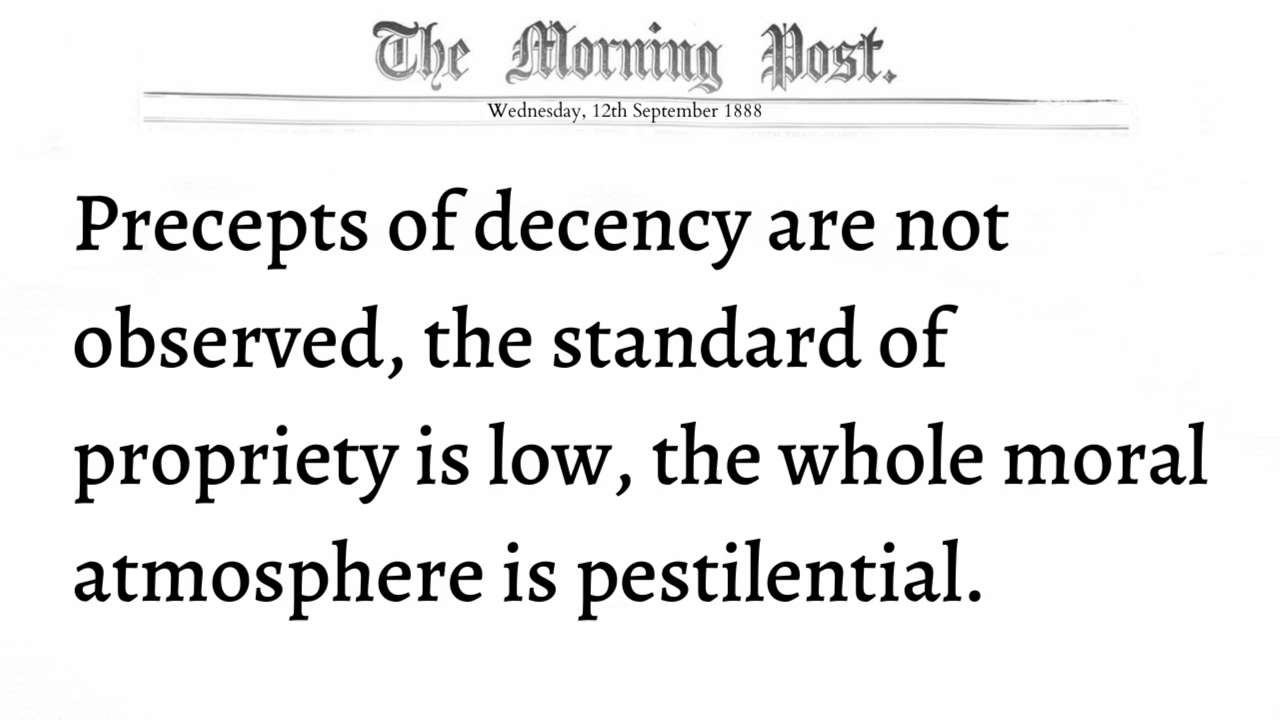 The Morning Post.
Wednesday, 12th September 1888
Precepts of decency are not
observed, the standard of
propriety is low, the whole moral
atmosphere is pestilential.